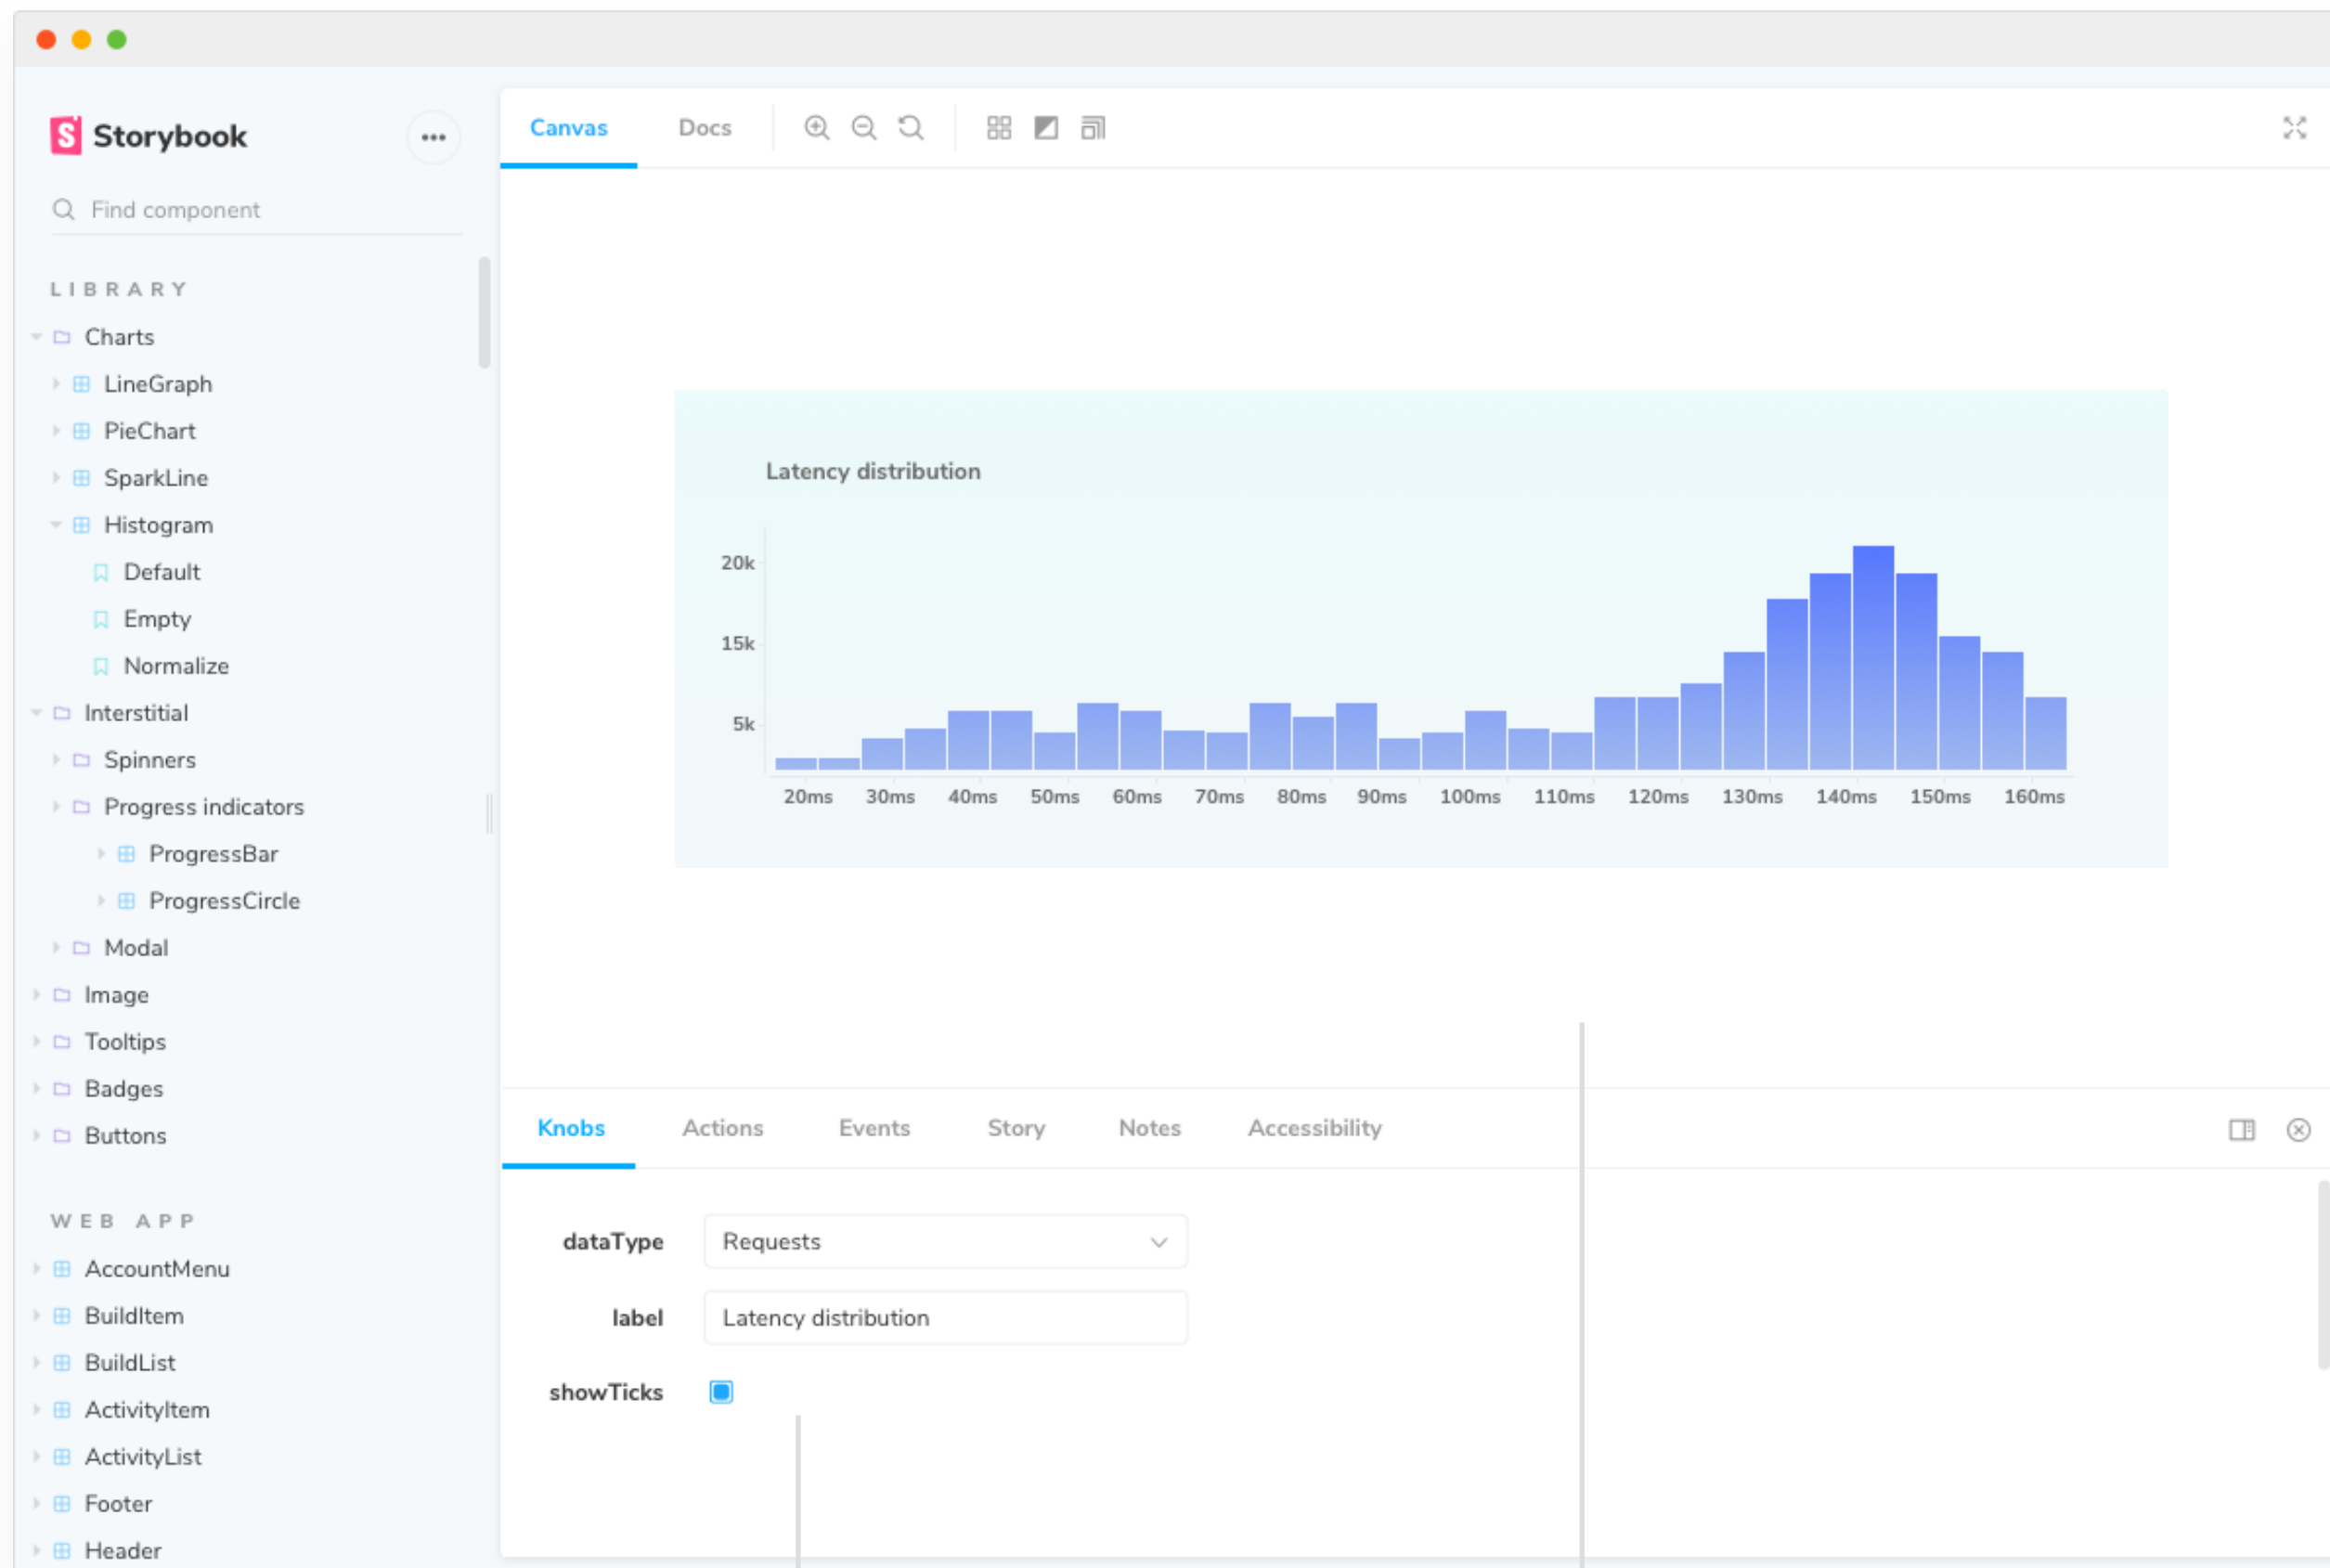 Storybook
Find component
LIBRARY
Charts
LineGraph
PieChart
SparkLine
Histogram
Default
Empty
Normalize
Interstitial
Spinners
Progress indicators
ProgressBar
ProgressCircle
Modal
Image
Tooltips
Badges
Buttons
WEB APP
AccountMenu
BuildItem
BuildList
ActivityItem
ActivityList
Footer
Header
Canvas Docs
Latency distribution
20k
15k
5k
20ms 30ms 40ms 50ms 60ms 70ms 80ms 90ms 100ms 110ms 120ms 130ms 140ms 150ms 160ms
Knobs Actions Events Story Notes Accessibility
dataType Requests
label Latency distribution
showTicks